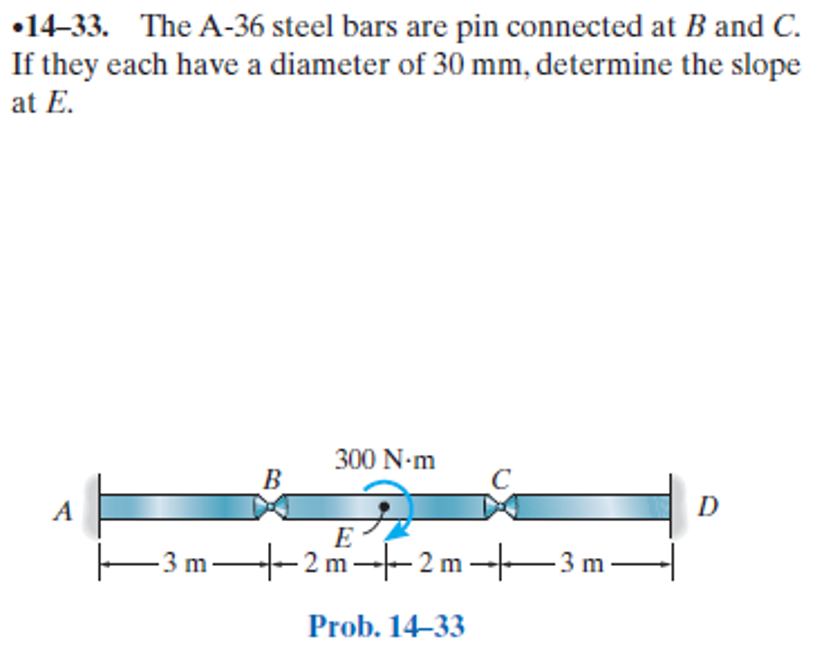 •14–33. The A-36 steel bars are pin connected at B and C.
If they each have a diameter of 30 mm, determine the slope
at E.
300 N·m
B
C
A
D
E
3 m
2 m
2 m
3 m
Prob. 14–33